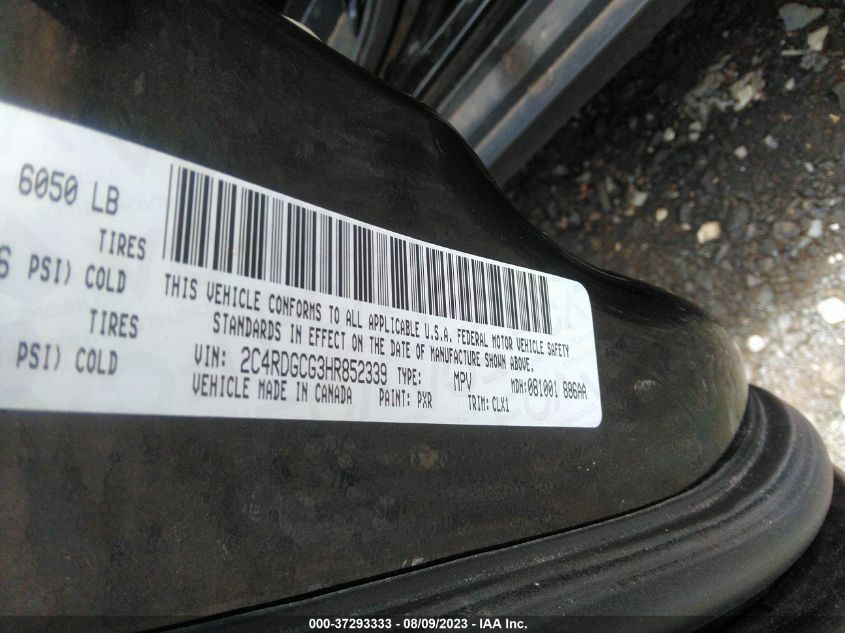 6050 LB
TIRES
6 PSI) COLD
TIRES
PSI) COLD
THIS VEHICLE CONFORMS TO ALL APPLICABLE U.S.A. FEDERAL MOTOR VEHICLE SAFETY
STANDARDS IN EFFECT ON THE DATE OF MANUFACTURE SHOWN ABOVE.
VIN: 2C4RDGCG3HR852339 TYPE: MPV MDH:081001 886AA
VEHICLE MADE IN CANADA PAINT: PXR TRIM: CLX1
000-37293333 - 08/09/2023 - IAA Inc.